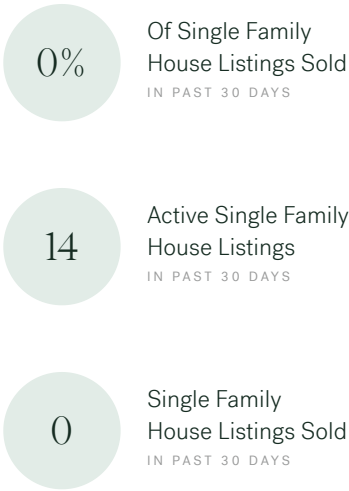 0%
Of Single Family
House Listings Sold
IN PAST 30 DAYS
14
Active Single Family
House Listings
IN PAST 30 DAYS
0
Single Family
House Listings Sold
IN PAST 30 DAYS